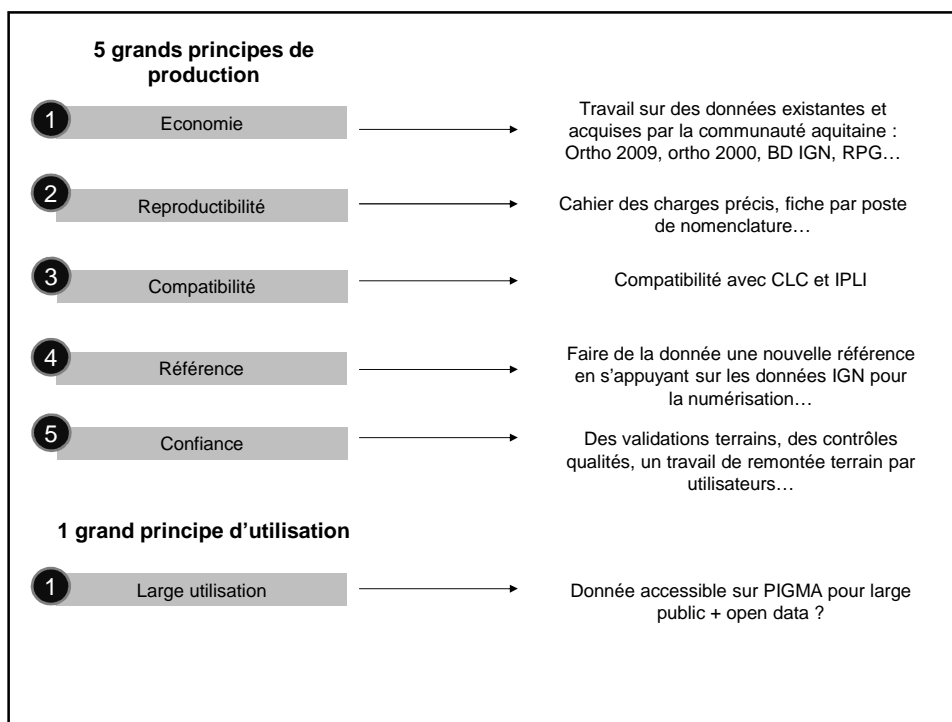 5 grands principes de
production
1
Economie
Travail sur des données existantes et
acquises par la communauté aquitaine :
Ortho 2009, ortho 2000, BD IGN, RPG…
2
Reproductibilité
Cahier des charges précis, fiche par poste
de nomenclature…
3
Compatibilité
Compatibilité avec CLC et IPLI
4
Référence
Faire de la donnée une nouvelle référence
en s’appuyant sur les données IGN pour
la numérisation…
5
Confiance
Des validations terrains, des contrôles
qualités, un travail de remontée terrain par
utilisateurs…
1 grand principe d’utilisation
1
Large utilisation
Donnée accessible sur PIGMA pour large
public + open data ?